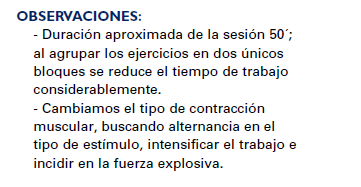 OBSERVACIONES:
- Duración aproximada de la sesión 50´;
al agrupar los ejercicios en dos únicos
bloques se reduce el tiempo de trabajo
considerablemente.
- Cambiamos el tipo de contracción
muscular, buscando alternancia en el
tipo de estímulo, intensificar el trabajo e
incidir en la fuerza explosiva.